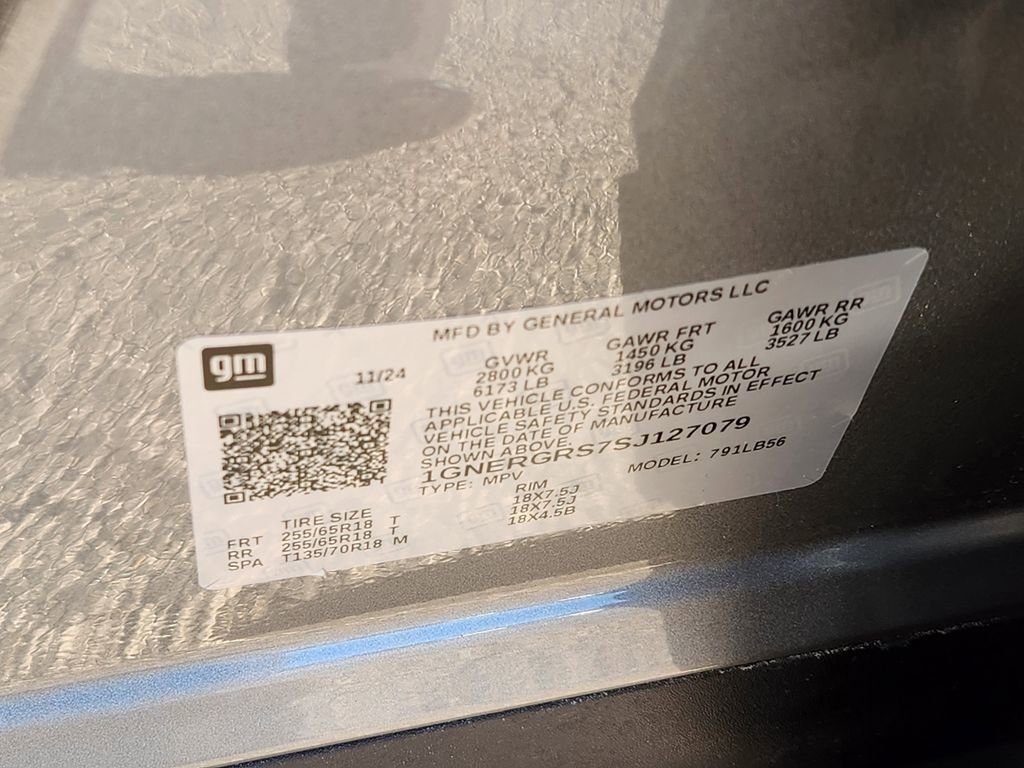 gm
MFD BY GENERAL MOTORS LLC
11/24
GVWR GAWR FRT GAWR RR
2800 KG 1450 KG 1600 KG
6173 LB 3196 LB 3527 LB
THIS VEHICLE CONFORMS TO ALL
APPLICABLE U.S. FEDERAL MOTOR
VEHICLE SAFETY STANDARDS IN EFFECT
ON THE DATE OF MANUFACTURE
SHOWN ABOVE.
1GNERGRS7SJ127079
TYPE: MPV MODEL: 791LB56
TIRE SIZE RIM
FRT 255/65R18 T 18X7.5J
RR 255/65R18 T 18X7.5J
SPA T135/70R18 M 18X4.5B